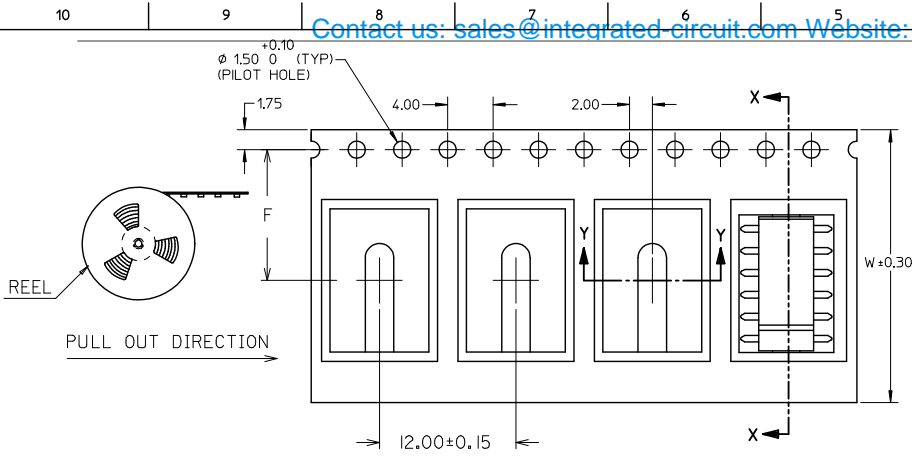 10 9 8 7 6 5
Contact us: sales@integrated-circuit.com Website:
+0.10
ø 1.50 0 (TYP)
(PILOT HOLE)
1.75
4.00
2.00
X
F
Y Y
W±0.30
REEL
PULL OUT DIRECTION
12.00±0.15
X